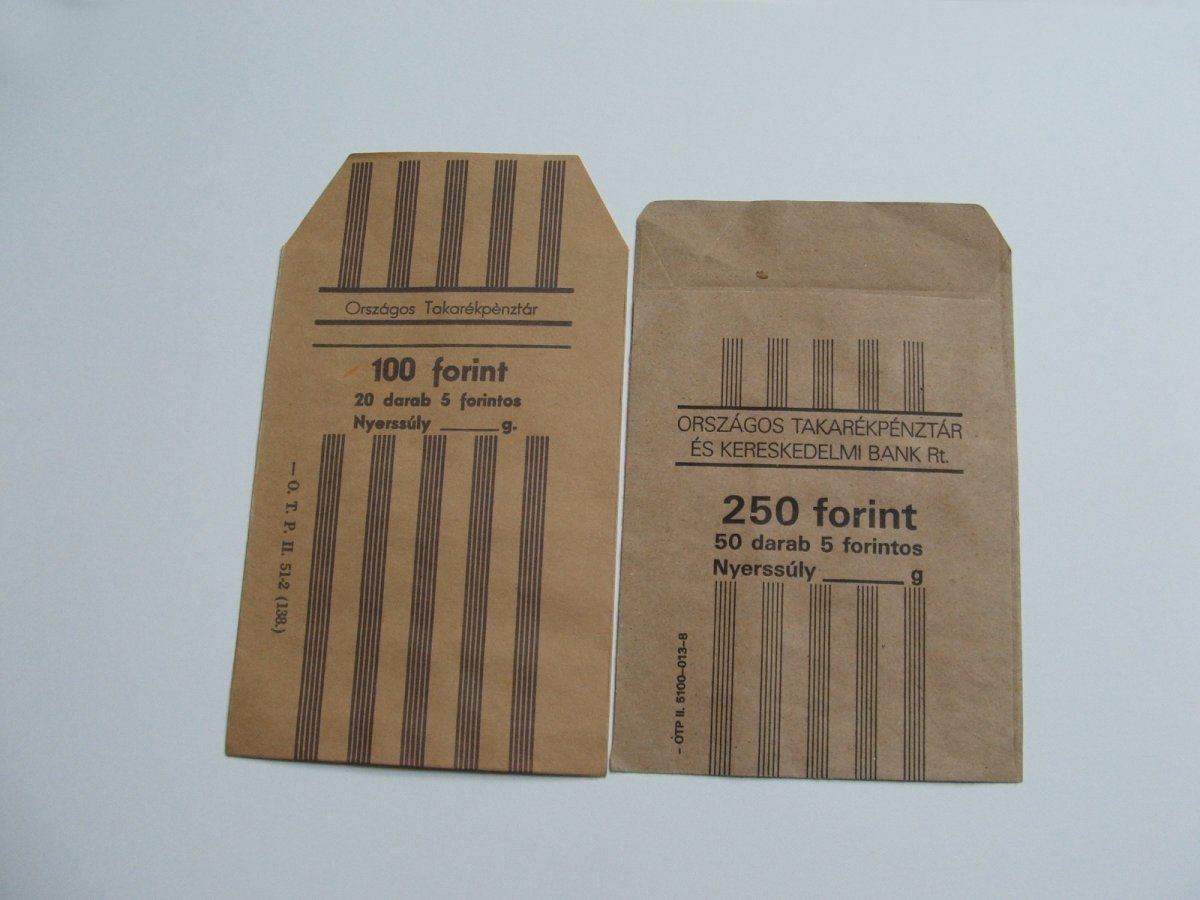 Országos Takarékpènztár
100 forint
20 darab 5 forintos
Nyerssúly ______ g.
— O. T. P. II. 51-2 (138.)
ORSZÁGOS TAKARÉKPÉNZTÁR
ÉS KERESKEDELMI BANK Rt.
250 forint
50 darab 5 forintos
Nyerssúly ______ g
- ÓTP II. 5100–013–8